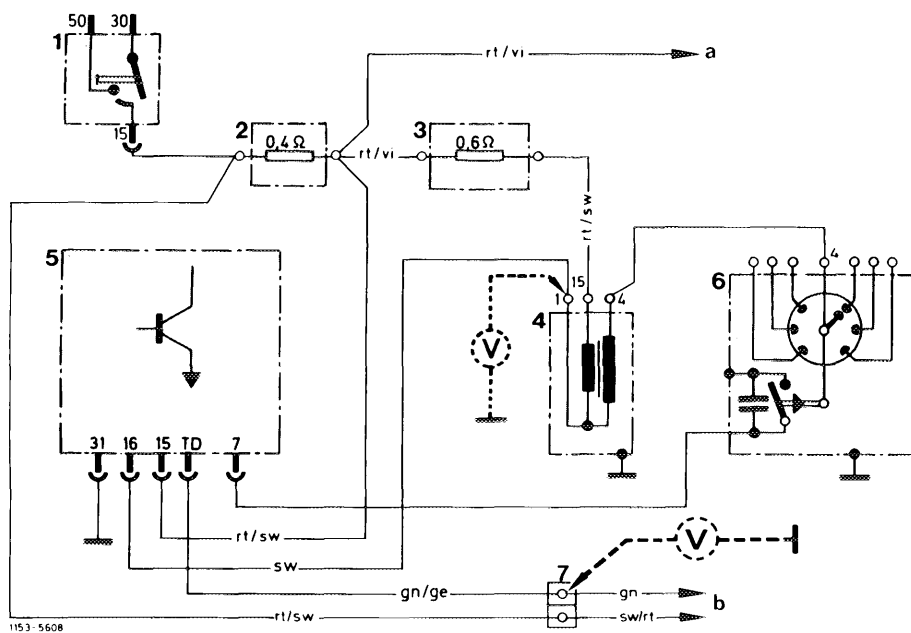 50 30
1
15
2
0,4Ω
rt/vi
3
0,6Ω
rt/vi
a
rt/sw
5
31 16 15 TD 7
V
1 15 4
4
4
6
rt/sw
sw
V
gn/ge
7
gn
b
rt/sw
sw/rt
1153-5608